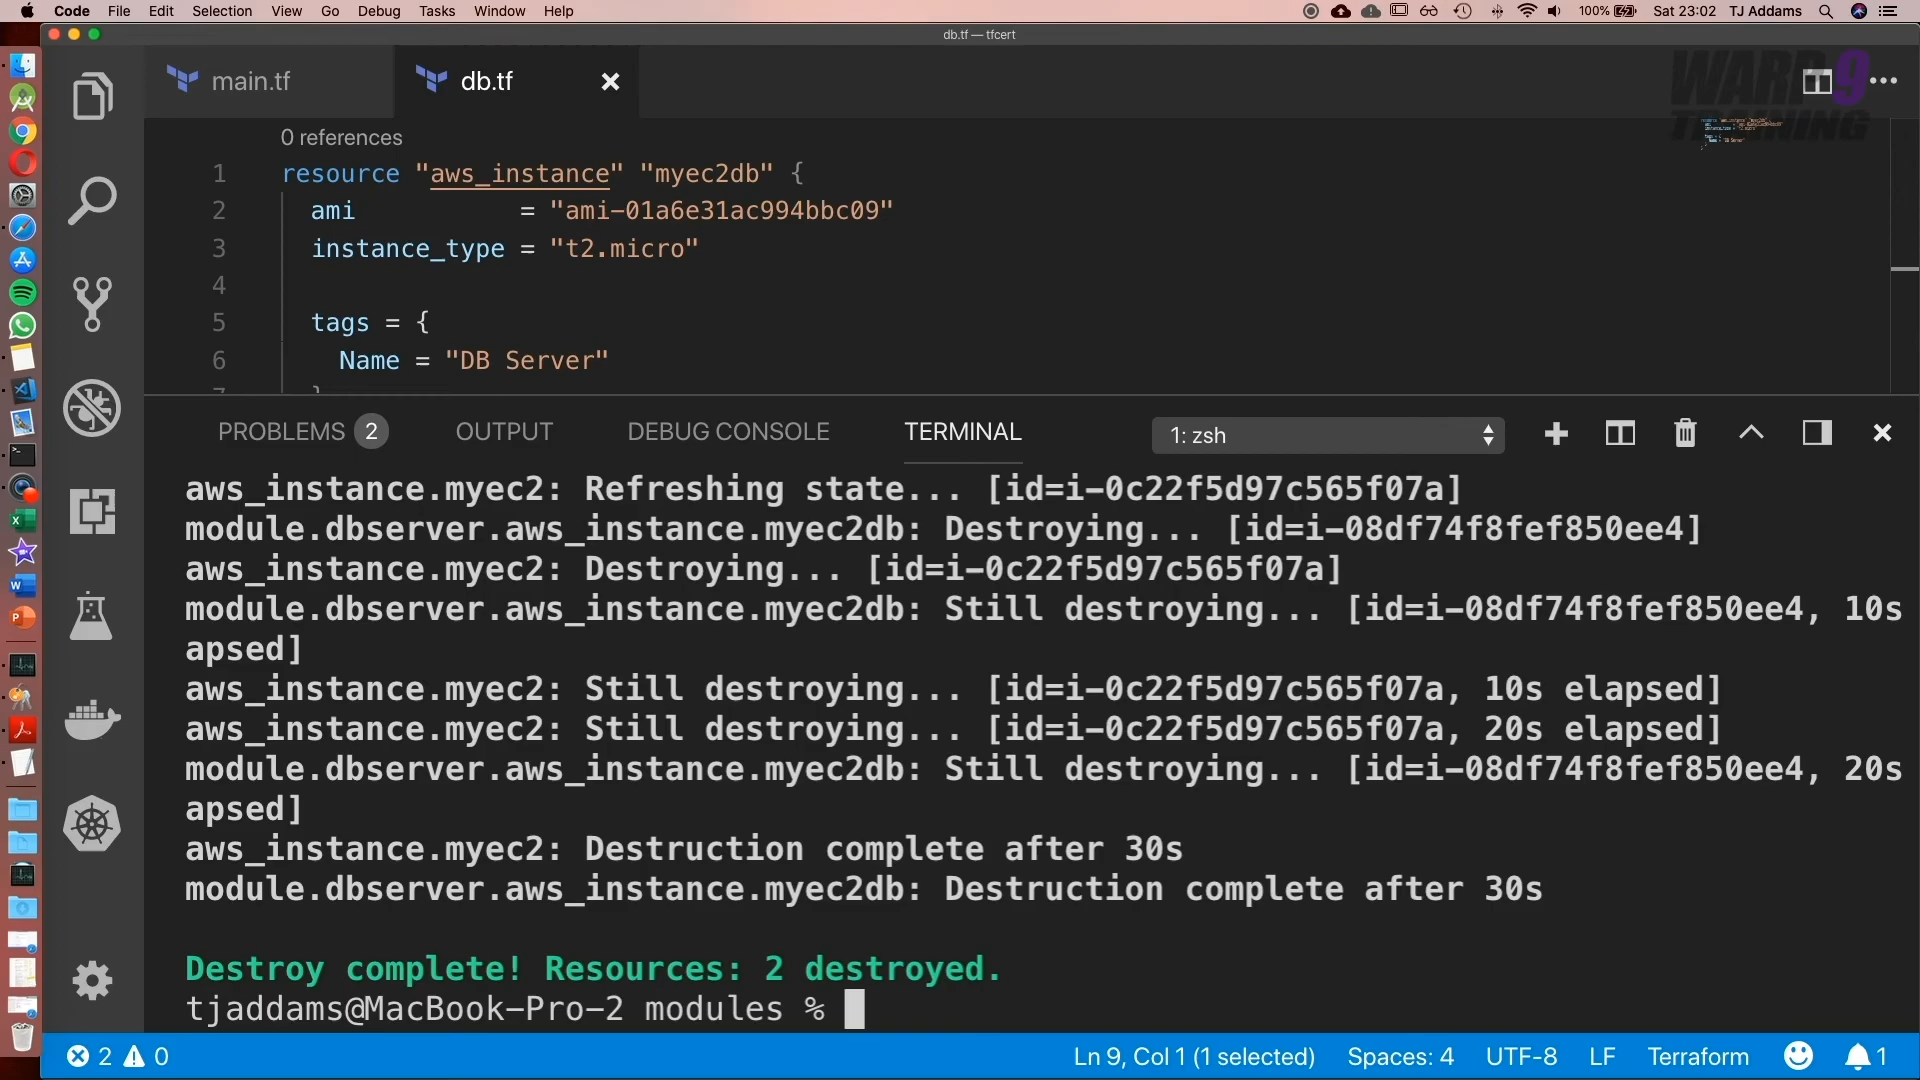 Code File Edit Selection View Go Debug Tasks Window Help 100% Sat 23:02 TJ Addams
db.tf — tfcert
main.tf db.tf
WARP 9
TRAINING
0 references
1 resource "aws_instance" "myec2db" {
2 ami = "ami-01a6e31ac994bbc09"
3 instance_type = "t2.micro"
4
5 tags = {
6 Name = "DB Server"
7 }
PROBLEMS 2 OUTPUT DEBUG CONSOLE TERMINAL 1: zsh
aws_instance.myec2: Refreshing state... [id=i-0c22f5d97c565f07a]
module.dbserver.aws_instance.myec2db: Destroying... [id=i-08df74f8fef850ee4]
aws_instance.myec2: Destroying... [id=i-0c22f5d97c565f07a]
module.dbserver.aws_instance.myec2db: Still destroying... [id=i-08df74f8fef850ee4, 10s
apsed]
aws_instance.myec2: Still destroying... [id=i-0c22f5d97c565f07a, 10s elapsed]
aws_instance.myec2: Still destroying... [id=i-0c22f5d97c565f07a, 20s elapsed]
module.dbserver.aws_instance.myec2db: Still destroying... [id=i-08df74f8fef850ee4, 20s
apsed]
aws_instance.myec2: Destruction complete after 30s
module.dbserver.aws_instance.myec2db: Destruction complete after 30s
Destroy complete! Resources: 2 destroyed.
tjaddams@MacBook-Pro-2 modules %
2 0 Ln 9, Col 1 (1 selected) Spaces: 4 UTF-8 LF Terraform 1